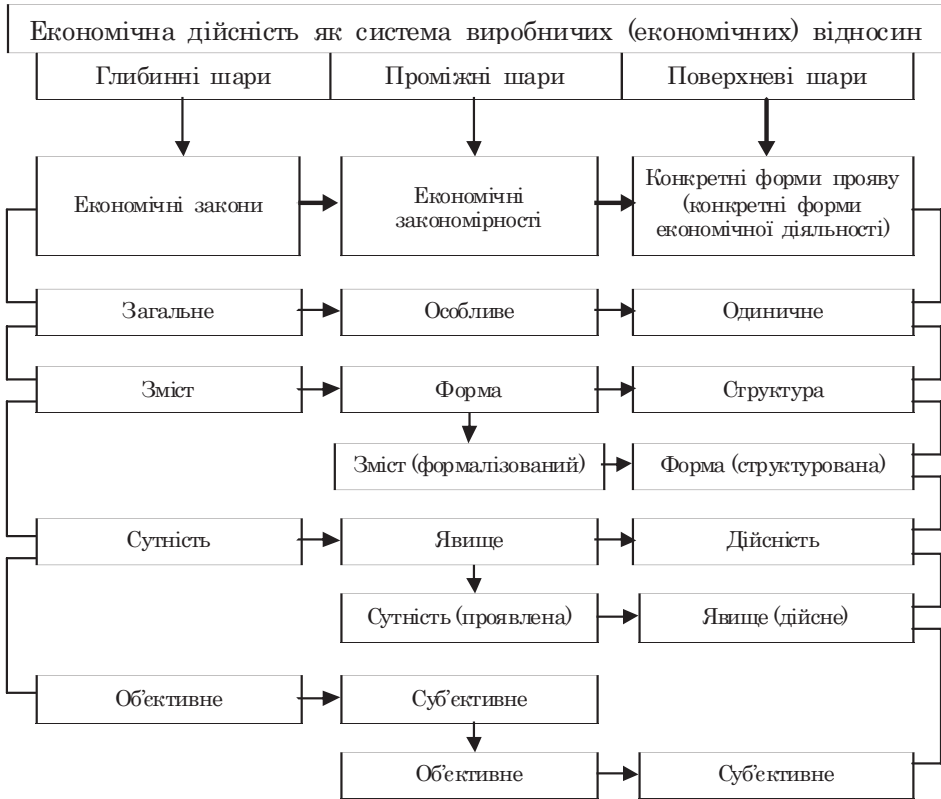 Економічна дійсність як система виробничих (економічних) відносин
Глибинні шари
Проміжні шари
Поверхневі шари
Економічні закони
Економічні
закономірності
Конкретні форми прояву
(конкретні форми
економічної діяльності)
Загальне
Особливе
Одиничне
Зміст
Форма
Структура
Зміст (формалізований)
Форма (структурована)
Сутність
Явище
Дійсність
Сутність (проявлена)
Явище (дійсне)
Об’єктивне
Суб’єктивне
Об’єктивне
Суб’єктивне